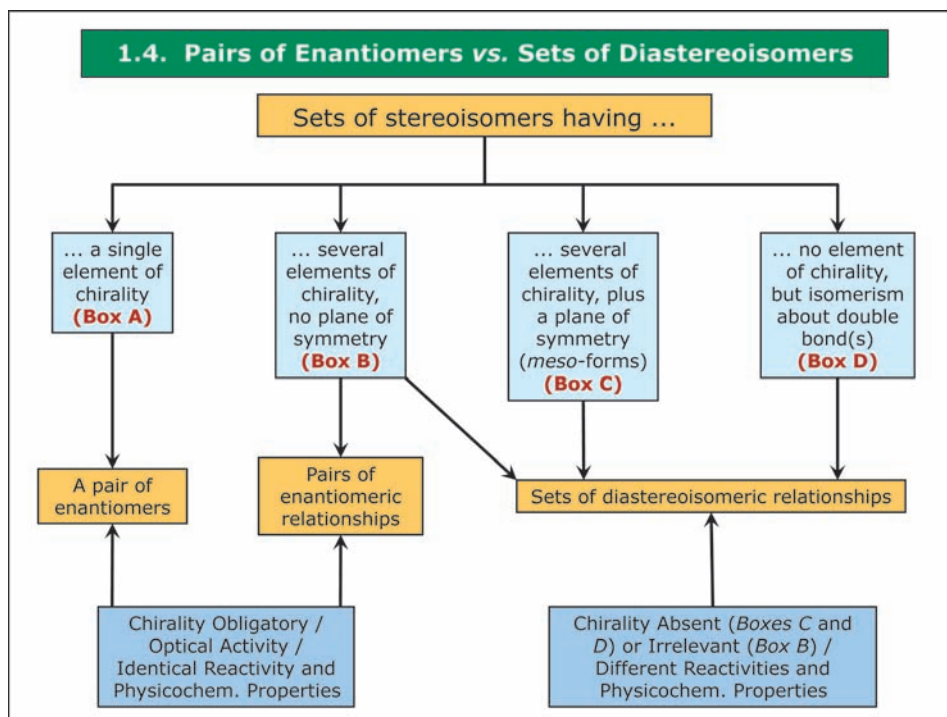 1.4. Pairs of Enantiomers vs. Sets of Diastereoisomers
Sets of stereoisomers having ...
... a single
element of
chirality
(Box A)
... several
elements of
chirality,
no plane of
symmetry
(Box B)
... several
elements of
chirality, plus
a plane of
symmetry
(meso-forms)
(Box C)
... no element
of chirality,
but isomerism
about double
bond(s)
(Box D)
A pair of
enantiomers
Pairs of
enantiomeric
relationships
Sets of diastereoisomeric relationships
Chirality Obligatory /
Optical Activity /
Identical Reactivity and
Physicochem. Properties
Chirality Absent (Boxes C and
D) or Irrelevant (Box B) /
Different Reactivities and
Physicochem. Properties